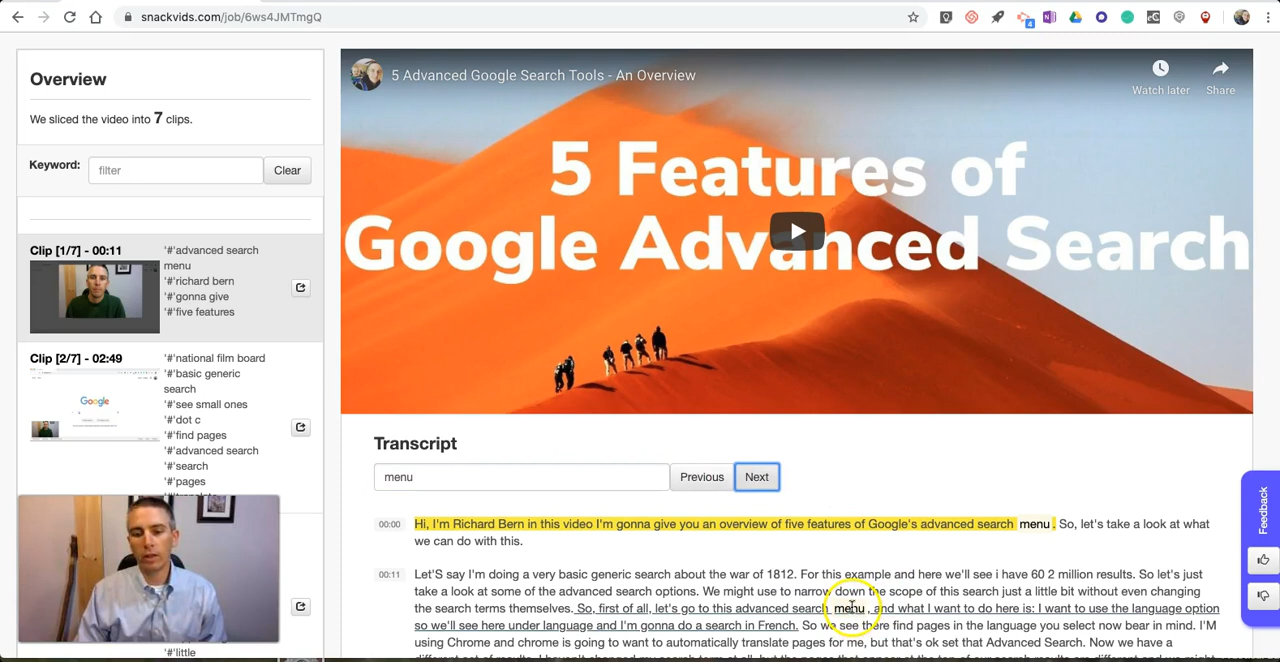 snackvids.com/job/6ws4JMTmgQ
Overview
We sliced the video into 7 clips.
Keyword:
filter
Clear
Clip [1/7] - 00:11
'#'advanced search
menu
'#'richard bern
'#'gonna give
'#'five features
Clip [2/7] - 02:49
'#'national film board
'#'basic generic
search
'#'see small ones
'#'dot c
'#'find pages
'#'advanced search
'#'search
'#'pages
'#'translate
'#'little
Google
5 Advanced Google Search Tools - An Overview
Watch later
Share
5 Features of
Google Advanced Search
Transcript
menu
Previous
Next
00:00
Hi, I'm Richard Bern in this video I'm gonna give you an overview of five features of Google's advanced search menu . So, let's take a look at what
we can do with this.
00:11
Let'S say I'm doing a very basic generic search about the war of 1812. For this example and here we'll see i have 60 2 million results. So let's just
take a look at some of the advanced search options. We might use to narrow down the scope of this search just a little bit without even changing
the search terms themselves. So, first of all, let's go to this advanced search menu , and what I want to do here is: I want to use the language option
so we'll see here under language and I'm gonna do a search in French. So we see there find pages in the language you select now bear in mind. I'M
using Chrome and chrome is going to want to automatically translate pages for me, but that's ok set that Advanced Search. Now we have a
Feedback